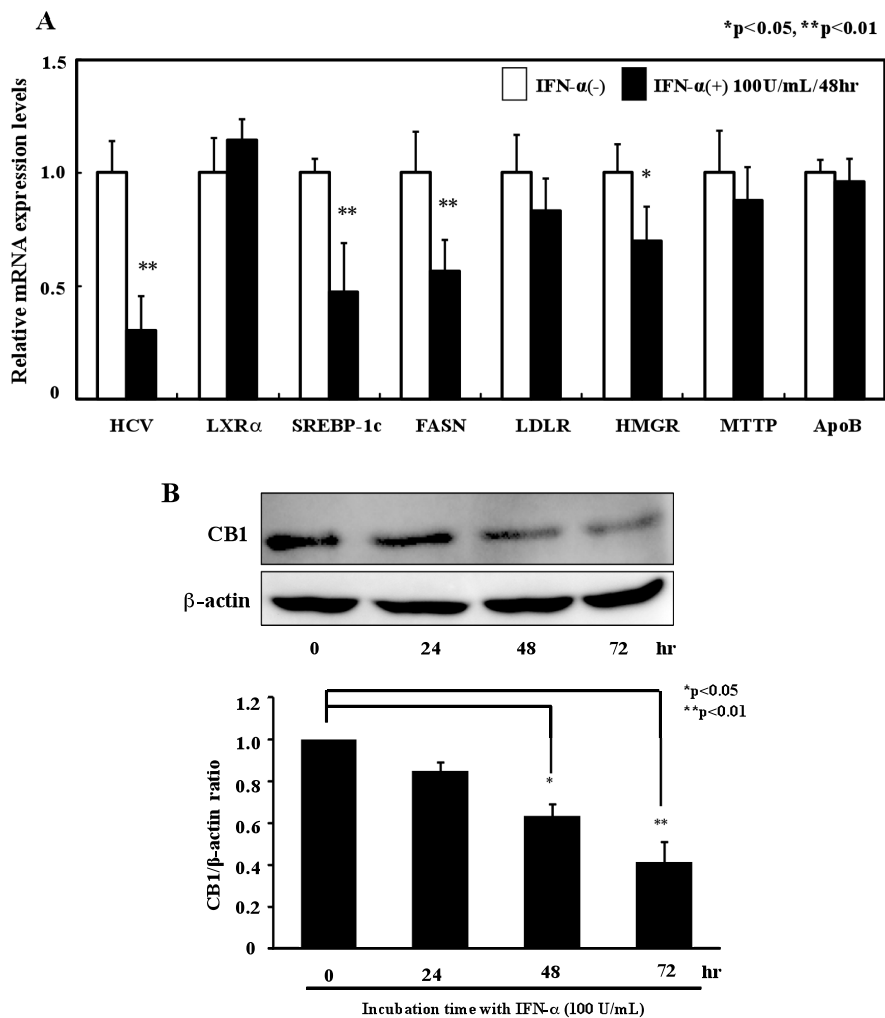 A
*p<0.05, **p<0.01
1.5
IFN-α(-)
IFN-α(+) 100U/mL/48hr
Relative mRNA expression levels
1.0
*
**
**
**
0.5
0
HCV
LXRα
SREBP-1c
FASN
LDLR
HMGR
MTTP
ApoB
B
CB1
β-actin
0
24
48
72
hr
*p<0.05
**p<0.01
1.2
1.0
0.8
0.6
0.4
0.2
0
CB1/β-actin ratio
*
**
0
24
48
72
hr
Incubation time with IFN-α (100 U/mL)